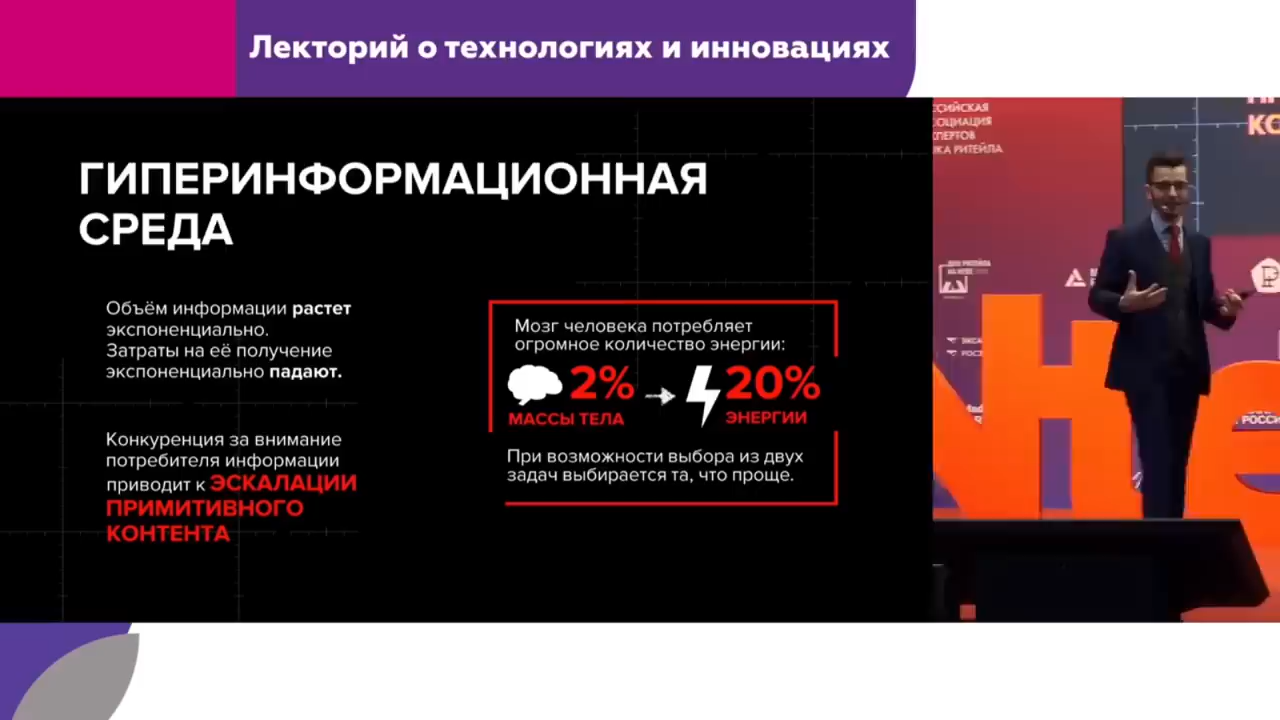 Лекторий о технологиях и инновациях
ГИПЕРИНФОРМАЦИОННАЯ
СРЕДА
Объём информации растет
экспоненциально.
Затраты на её получение
экспоненциально падают.
Конкуренция за внимание
потребителя информации
приводит к ЭСКАЛАЦИИ
ПРИМИТИВНОГО
КОНТЕНТА
Мозг человека потребляет
огромное количество энергии:
2% 20%
МАССЫ ТЕЛА ЭНЕРГИИ
При возможности выбора из двух
задач выбирается та, что проще.
РИТЕЙЛА